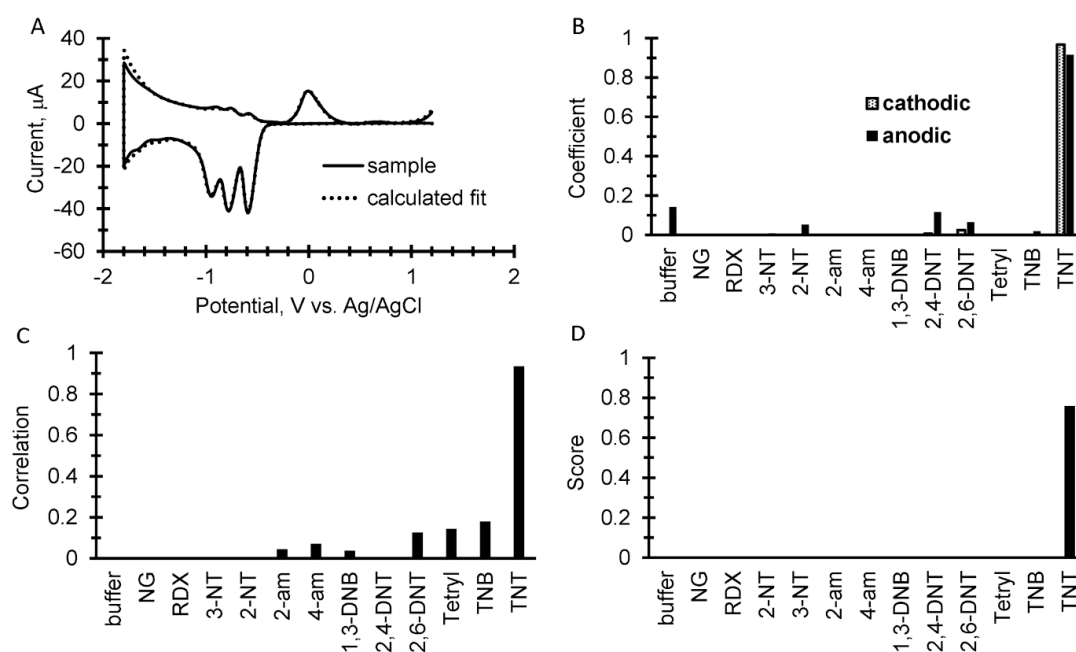 A
40
20
0
-20
-40
-60
Current, µA
sample
calculated fit
-2
-1
0
1
2
Potential, V vs. Ag/AgCl
B
1
0.8
0.6
0.4
0.2
0
Coefficient
cathodic
anodic
buffer
NG
RDX
3-NT
2-NT
2-am
4-am
1,3-DNB
2,4-DNT
2,6-DNT
Tetryl
TNB
TNT
C
1
0.8
0.6
0.4
0.2
0
Correlation
buffer
NG
RDX
3-NT
2-NT
2-am
4-am
1,3-DNB
2,4-DNT
2,6-DNT
Tetryl
TNB
TNT
D
1
0.8
0.6
0.4
0.2
0
Score
buffer
NG
RDX
2-NT
3-NT
2-am
4-am
1,3-DNB
2,4-DNT
2,6-DNT
Tetryl
TNB
TNT